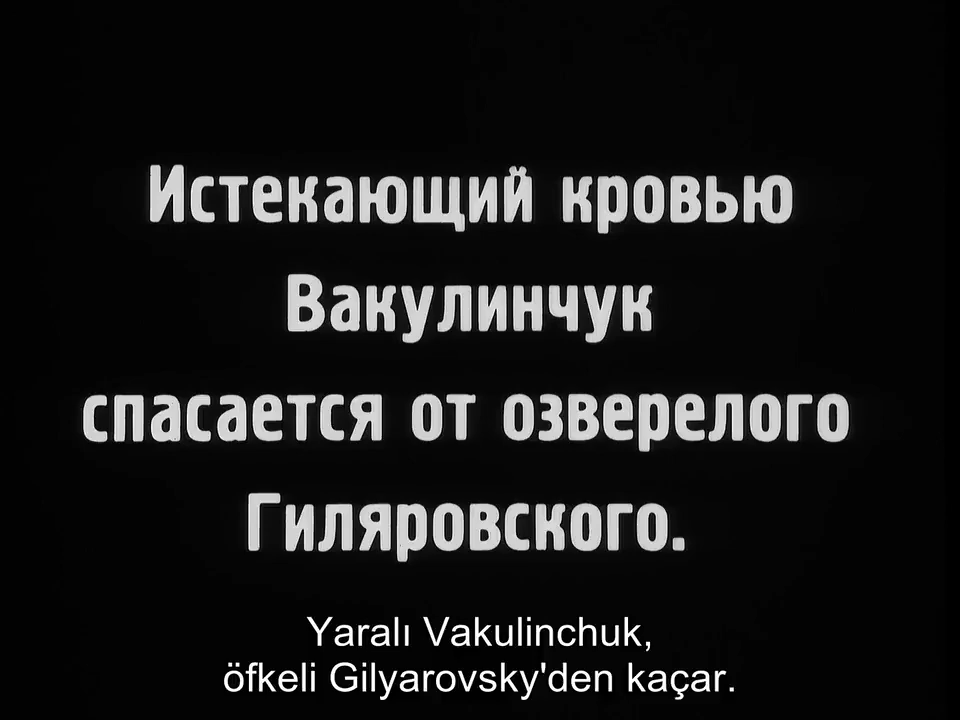 Истекающий кровью
Вакулинчук
спасается от озверелого
Гиляровского.
Yaralı Vakulinchuk,
öfkeli Gilyarovsky'den kaçar.